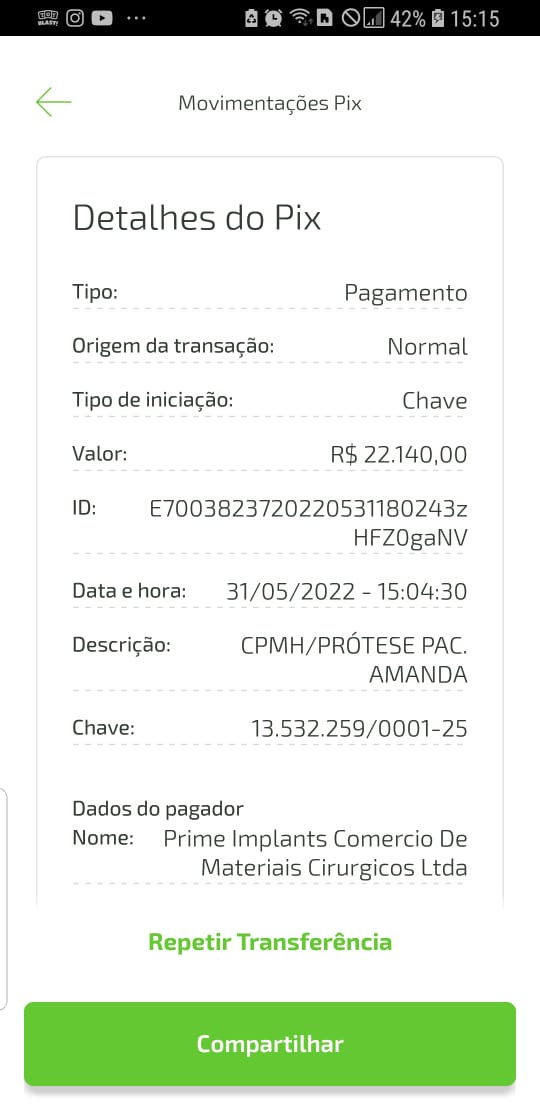 42% 15:15
Movimentações Pix
Detalhes do Pix
Tipo: Pagamento
Origem da transação: Normal
Tipo de iniciação: Chave
Valor: R$ 22.140,00
ID: E7003823720220531180243z
HFZ0gaNV
Data e hora: 31/05/2022 - 15:04:30
Descrição: CPMH/PRÓTESE PAC.
AMANDA
Chave: 13.532.259/0001-25
Dados do pagador
Nome: Prime Implants Comercio De
Materiais Cirurgicos Ltda
Repetir Transferência
Compartilhar